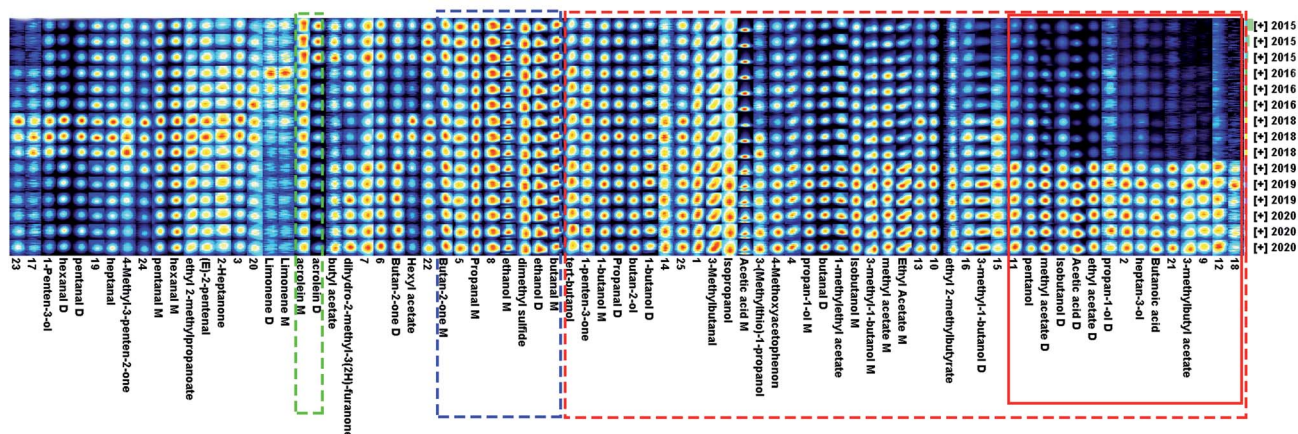 [+] 2015
[+] 2015
[+] 2015
[+] 2016
[+] 2016
[+] 2016
[+] 2018
[+] 2018
[+] 2018
[+] 2019
[+] 2019
[+] 2019
[+] 2020
[+] 2020
[+] 2020
23
17
1-Penten-3-ol
hexanal D
pentanal D
19
heptanal
4-Methyl-3-penten-2-one
24
pentanal M
hexanal M
ethyl 2-methylpropanoate
(E)-2-pentenal
2-Heptanone
3
20
Limonene D
Limonene M
acrolein M
acrolein D
butyl acetate
dihydro-2-methyl-3(2H)-furanone
7
6
Butan-2-one D
Hexyl acetate
22
Butan-2-one M
5
Propanal M
8
ethanol M
dimethyl sulfide
ethanol D
butanal M
tert-butanol
1-penten-3-one
1-butanol M
Propanal D
butan-2-ol
1-butanol D
14
25
1
3-Methylbutanal
Isopropanol
Acetic acid M
3-(Methylthio)-1-propanol
4-Methoxyacetophenon
4
propan-1-ol M
butanal D
1-methylethyl acetate
Isobutanol M
3-methyl-1-butanol M
methyl acetate M
Ethyl Acetate M
13
10
ethyl 2-methylbutyrate
16
3-methyl-1-butanol D
15
11
pentanol
methyl acetate D
Isobutanol D
Acetic acid D
ethyl acetate D
propan-1-ol D
2
heptan-3-ol
Butanoic acid
21
3-methylbutyl acetate
9
12
18